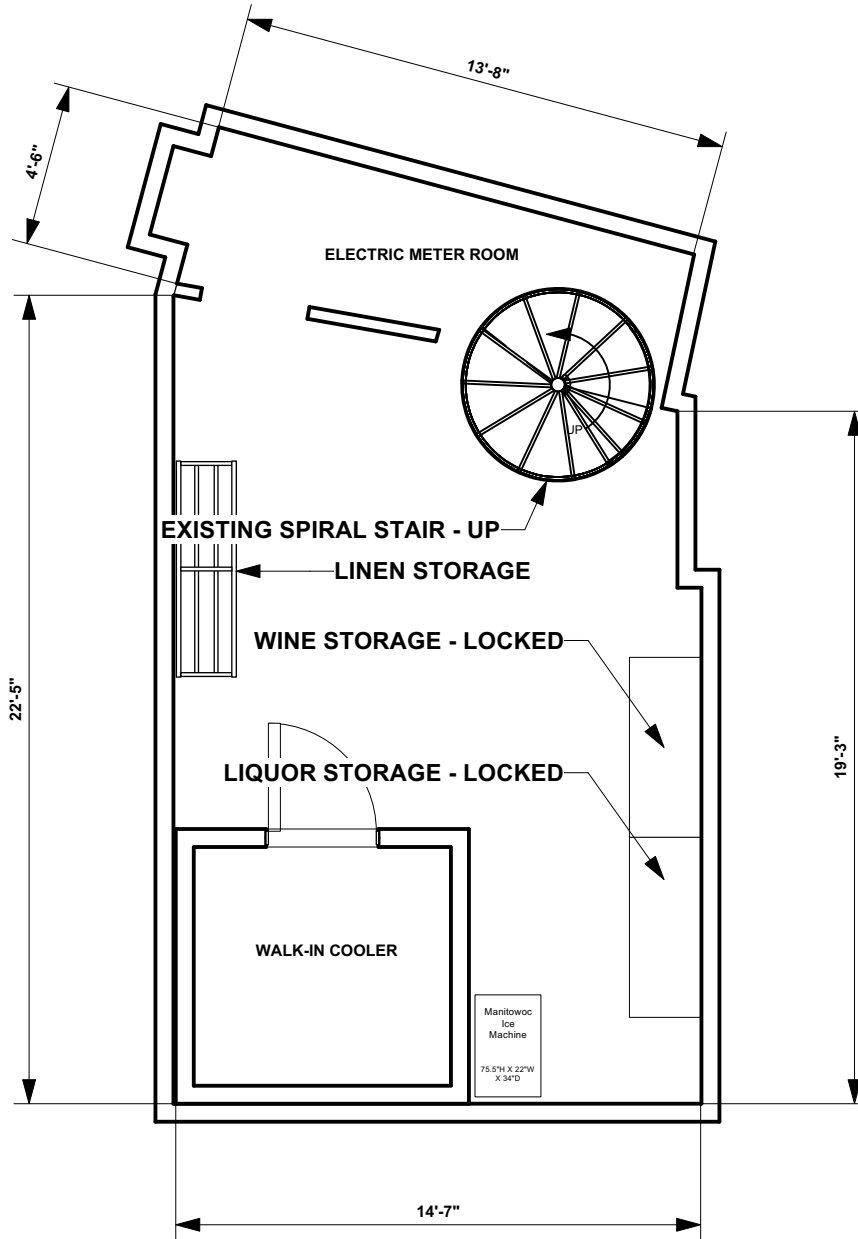 13'-8"
4'-6"
ELECTRIC METER ROOM
UP
EXISTING SPIRAL STAIR - UP
LINEN STORAGE
WINE STORAGE - LOCKED
22'-5"
19'-3"
LIQUOR STORAGE - LOCKED
WALK-IN COOLER
Manitowoc
Ice
Machine
75.5"H X 22"W
X 34"D
14'-7"